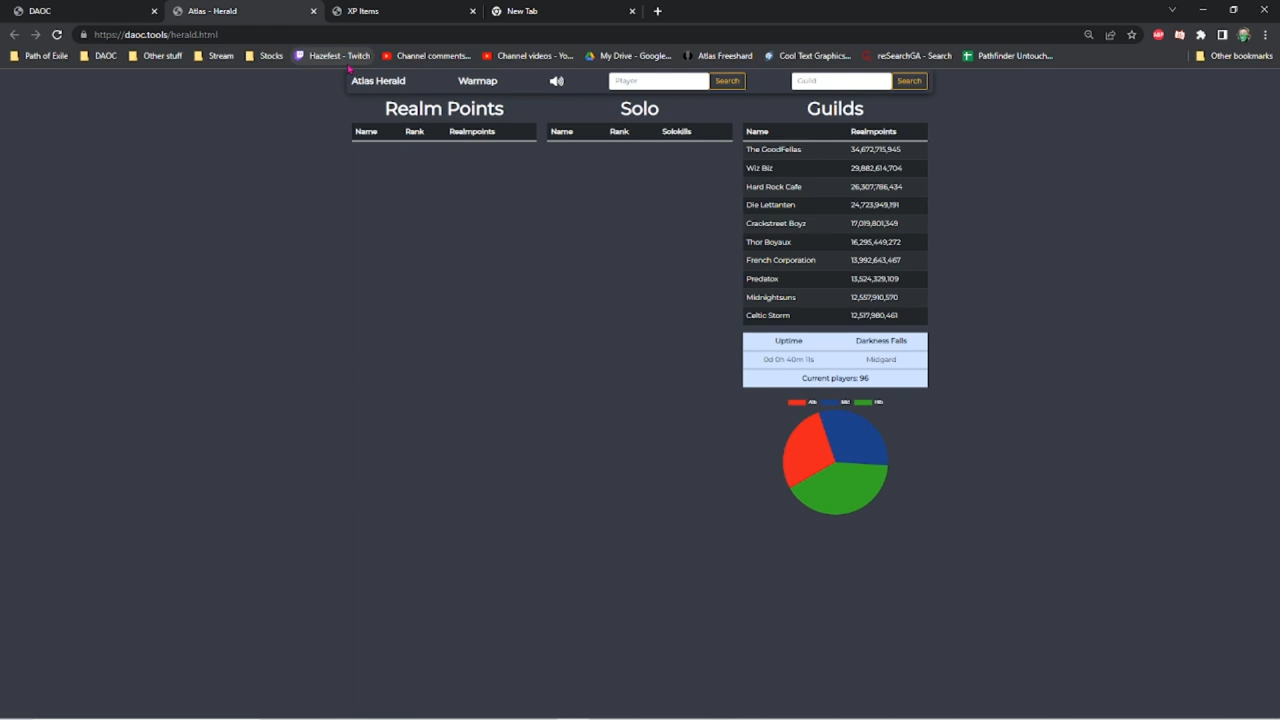 DAOC
Atlas - Herald
XP Items
New Tab
https://daoc.tools/herald.html
Path of Exile
DAOC
Other stuff
Stream
Stocks
Hazefest - Twitch
Channel comments...
Channel videos - Yo...
My Drive - Google...
Atlas Freeshard
Cool Text Graphics...
reSearchGA - Search
Pathfinder Untouch...
Other bookmarks
Atlas Herald
Warmap
Player
Search
Guild
Search
Realm Points
Name Rank Realmpoints
Solo
Name Rank Solokills
Guilds
Name Realmpoints
The GoodFellas 34,672,715,945
Wiz Biz 29,882,614,704
Hard Rock Cafe 26,307,786,434
Die Lettanten 24,723,949,191
Crackstreet Boyz 17,019,801,349
Thor Boyaux 16,295,449,272
French Corporation 13,992,643,467
Predatox 13,524,329,109
Midnightsuns 12,557,910,570
Celtic Storm 12,517,980,461
Uptime Darkness Falls
0d 0h 40m 11s Midgard
Current players: 96
Alb Mid Hib